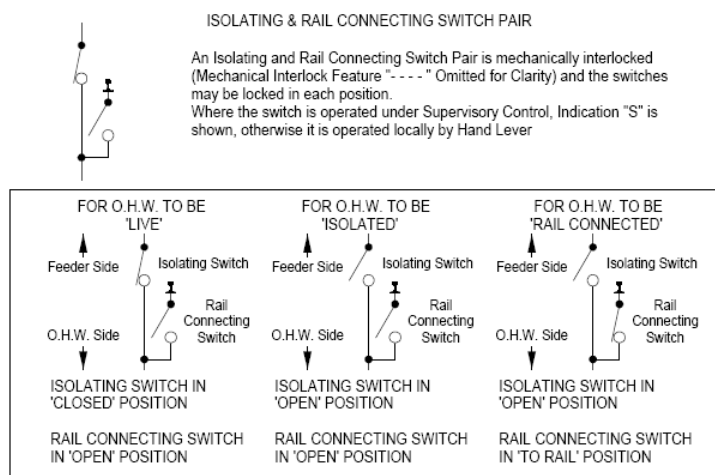 ISOLATING & RAIL CONNECTING SWITCH PAIR
An Isolating and Rail Connecting Switch Pair is mechanically interlocked
(Mechanical Interlock Feature "- - - - " Omitted for Clarity) and the switches
may be locked in each position.
Where the switch is operated under Supervisory Control, Indication "S" is
shown, otherwise it is operated locally by Hand Lever
FOR O.H.W. TO BE
'LIVE'
Feeder Side
Isolating Switch
Rail
Connecting
Switch
O.H.W. Side
ISOLATING SWITCH IN
'CLOSED' POSITION
RAIL CONNECTING SWITCH
IN 'OPEN' POSITION
FOR O.H.W. TO BE
'ISOLATED'
Feeder Side
Isolating Switch
Rail
Connecting
Switch
O.H.W. Side
ISOLATING SWITCH IN
'OPEN' POSITION
RAIL CONNECTING SWITCH
IN 'OPEN' POSITION
FOR O.H.W. TO BE
'RAIL CONNECTED'
Feeder Side
Isolating Switch
Rail
Connecting
Switch
O.H.W. Side
ISOLATING SWITCH IN
'OPEN' POSITION
RAIL CONNECTING SWITCH
IN 'TO RAIL' POSITION